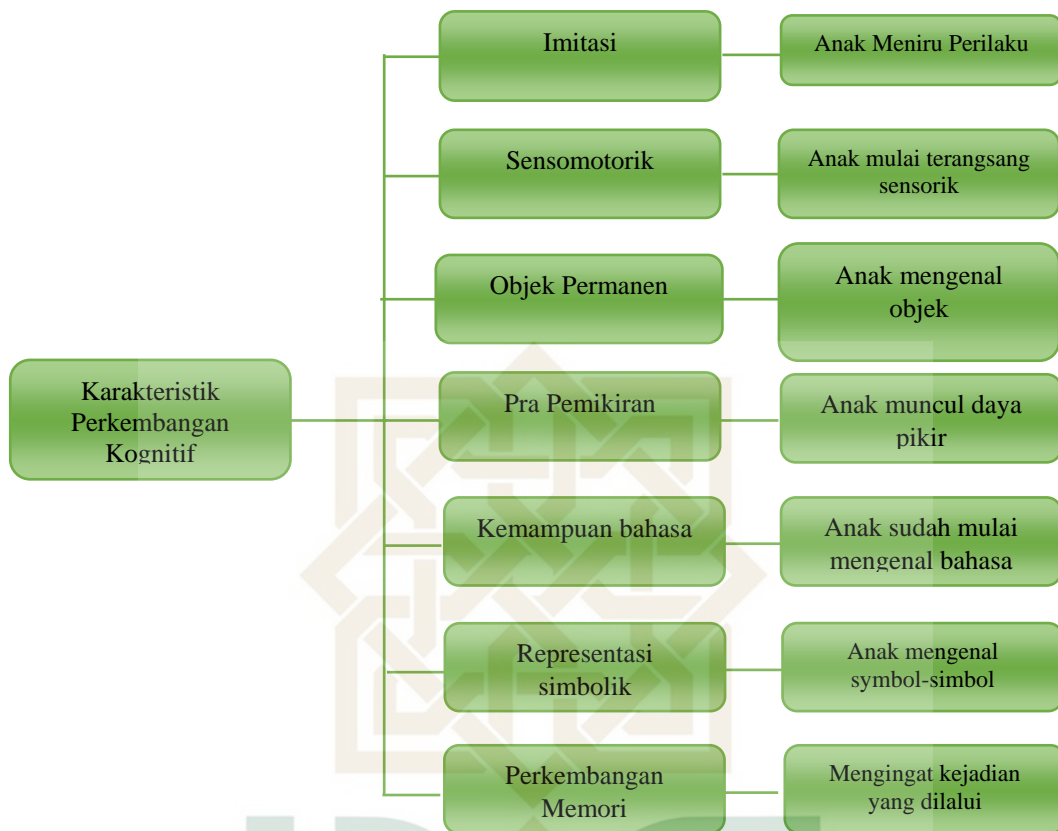 Imitasi
Anak Meniru Perilaku
Sensomotorik
Anak mulai terangsang
sensorik
Objek Permanen
Anak mengenal
objek
Karakteristik
Perkembangan
Kognitif
Pra Pemikiran
Anak muncul daya
pikir
Kemampuan bahasa
Anak sudah mulai
mengenal bahasa
Representasi
simbolik
Anak mengenal
symbol-simbol
Perkembangan
Memori
Mengingat kejadian
yang dilalui